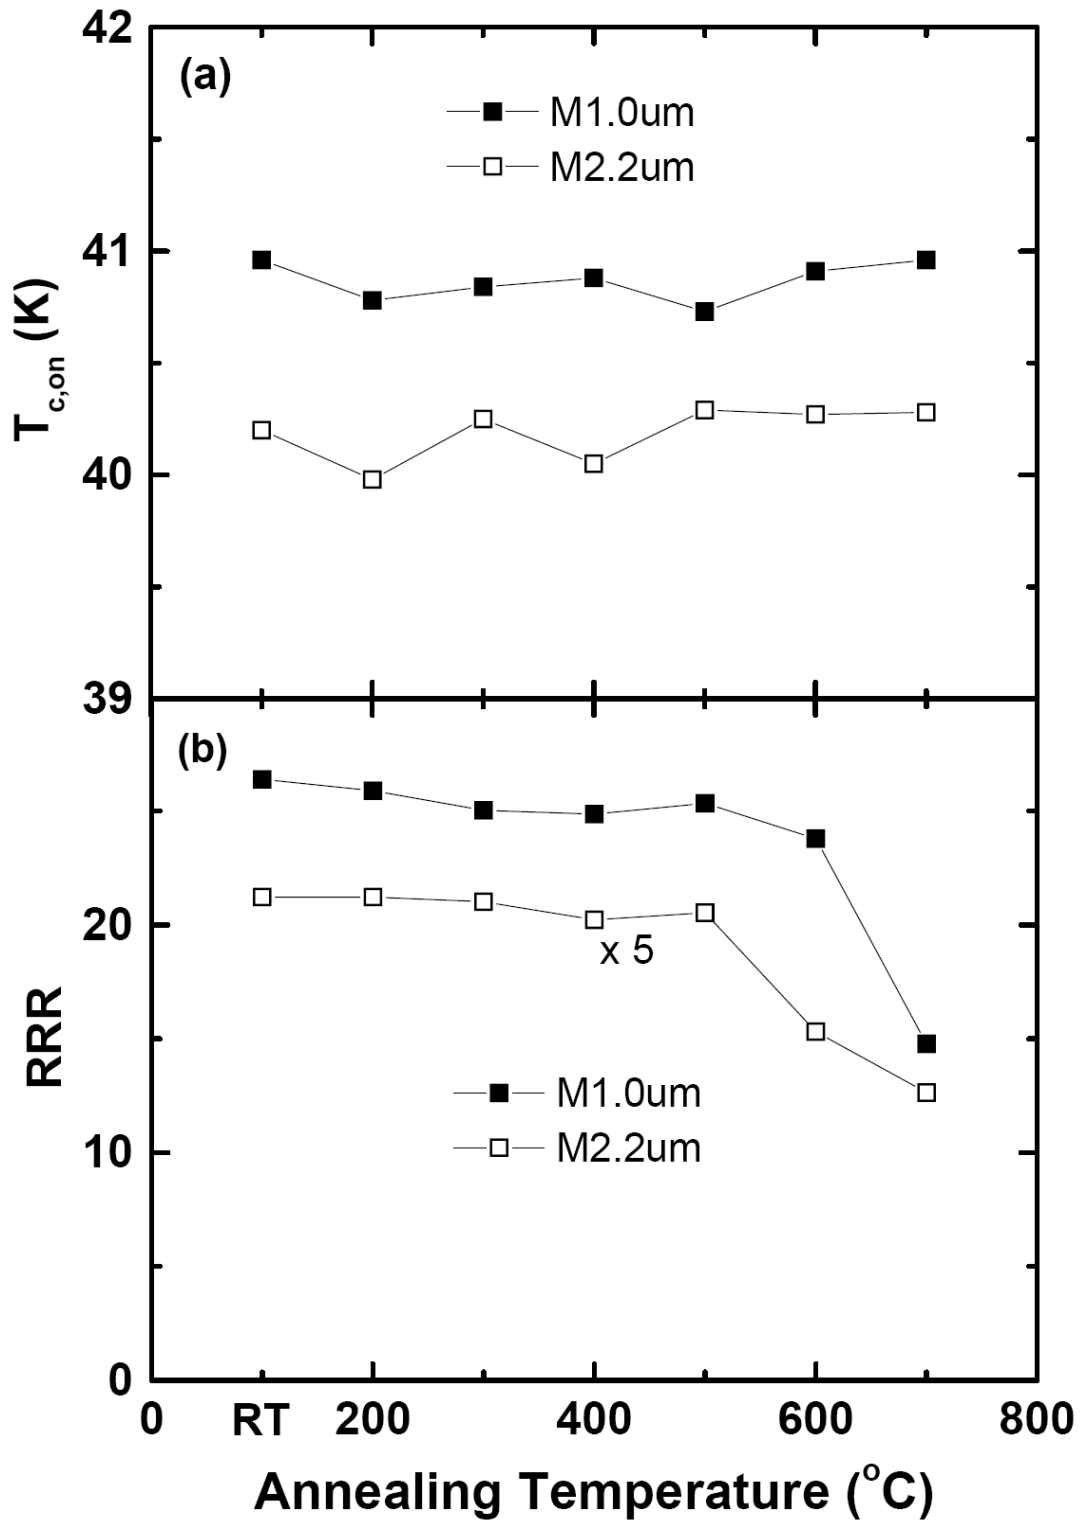 42
(a)
M1.0um
M2.2um
41
T_c,on (K)
40
39
(b)
20
x 5
RRR
M1.0um
M2.2um
10
0
0 RT 200 400 600 800
Annealing Temperature (°C)